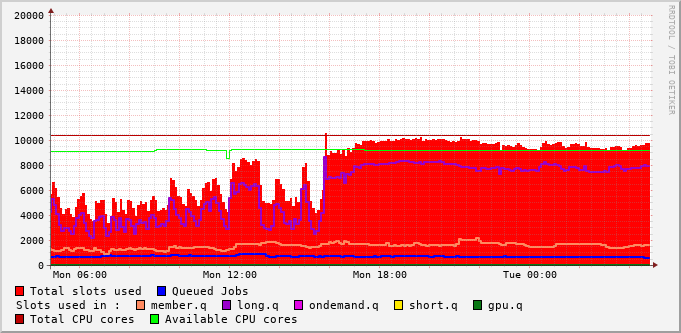 20000
18000
16000
14000
12000
10000
8000
6000
4000
2000
0
Mon 06:00 Mon 12:00 Mon 18:00 Tue 00:00
Total slots used Queued Jobs
Slots used in : member.q long.q ondemand.q short.q gpu.q
Total CPU cores Available CPU cores
RRDTOOL / TOBI OETIKER